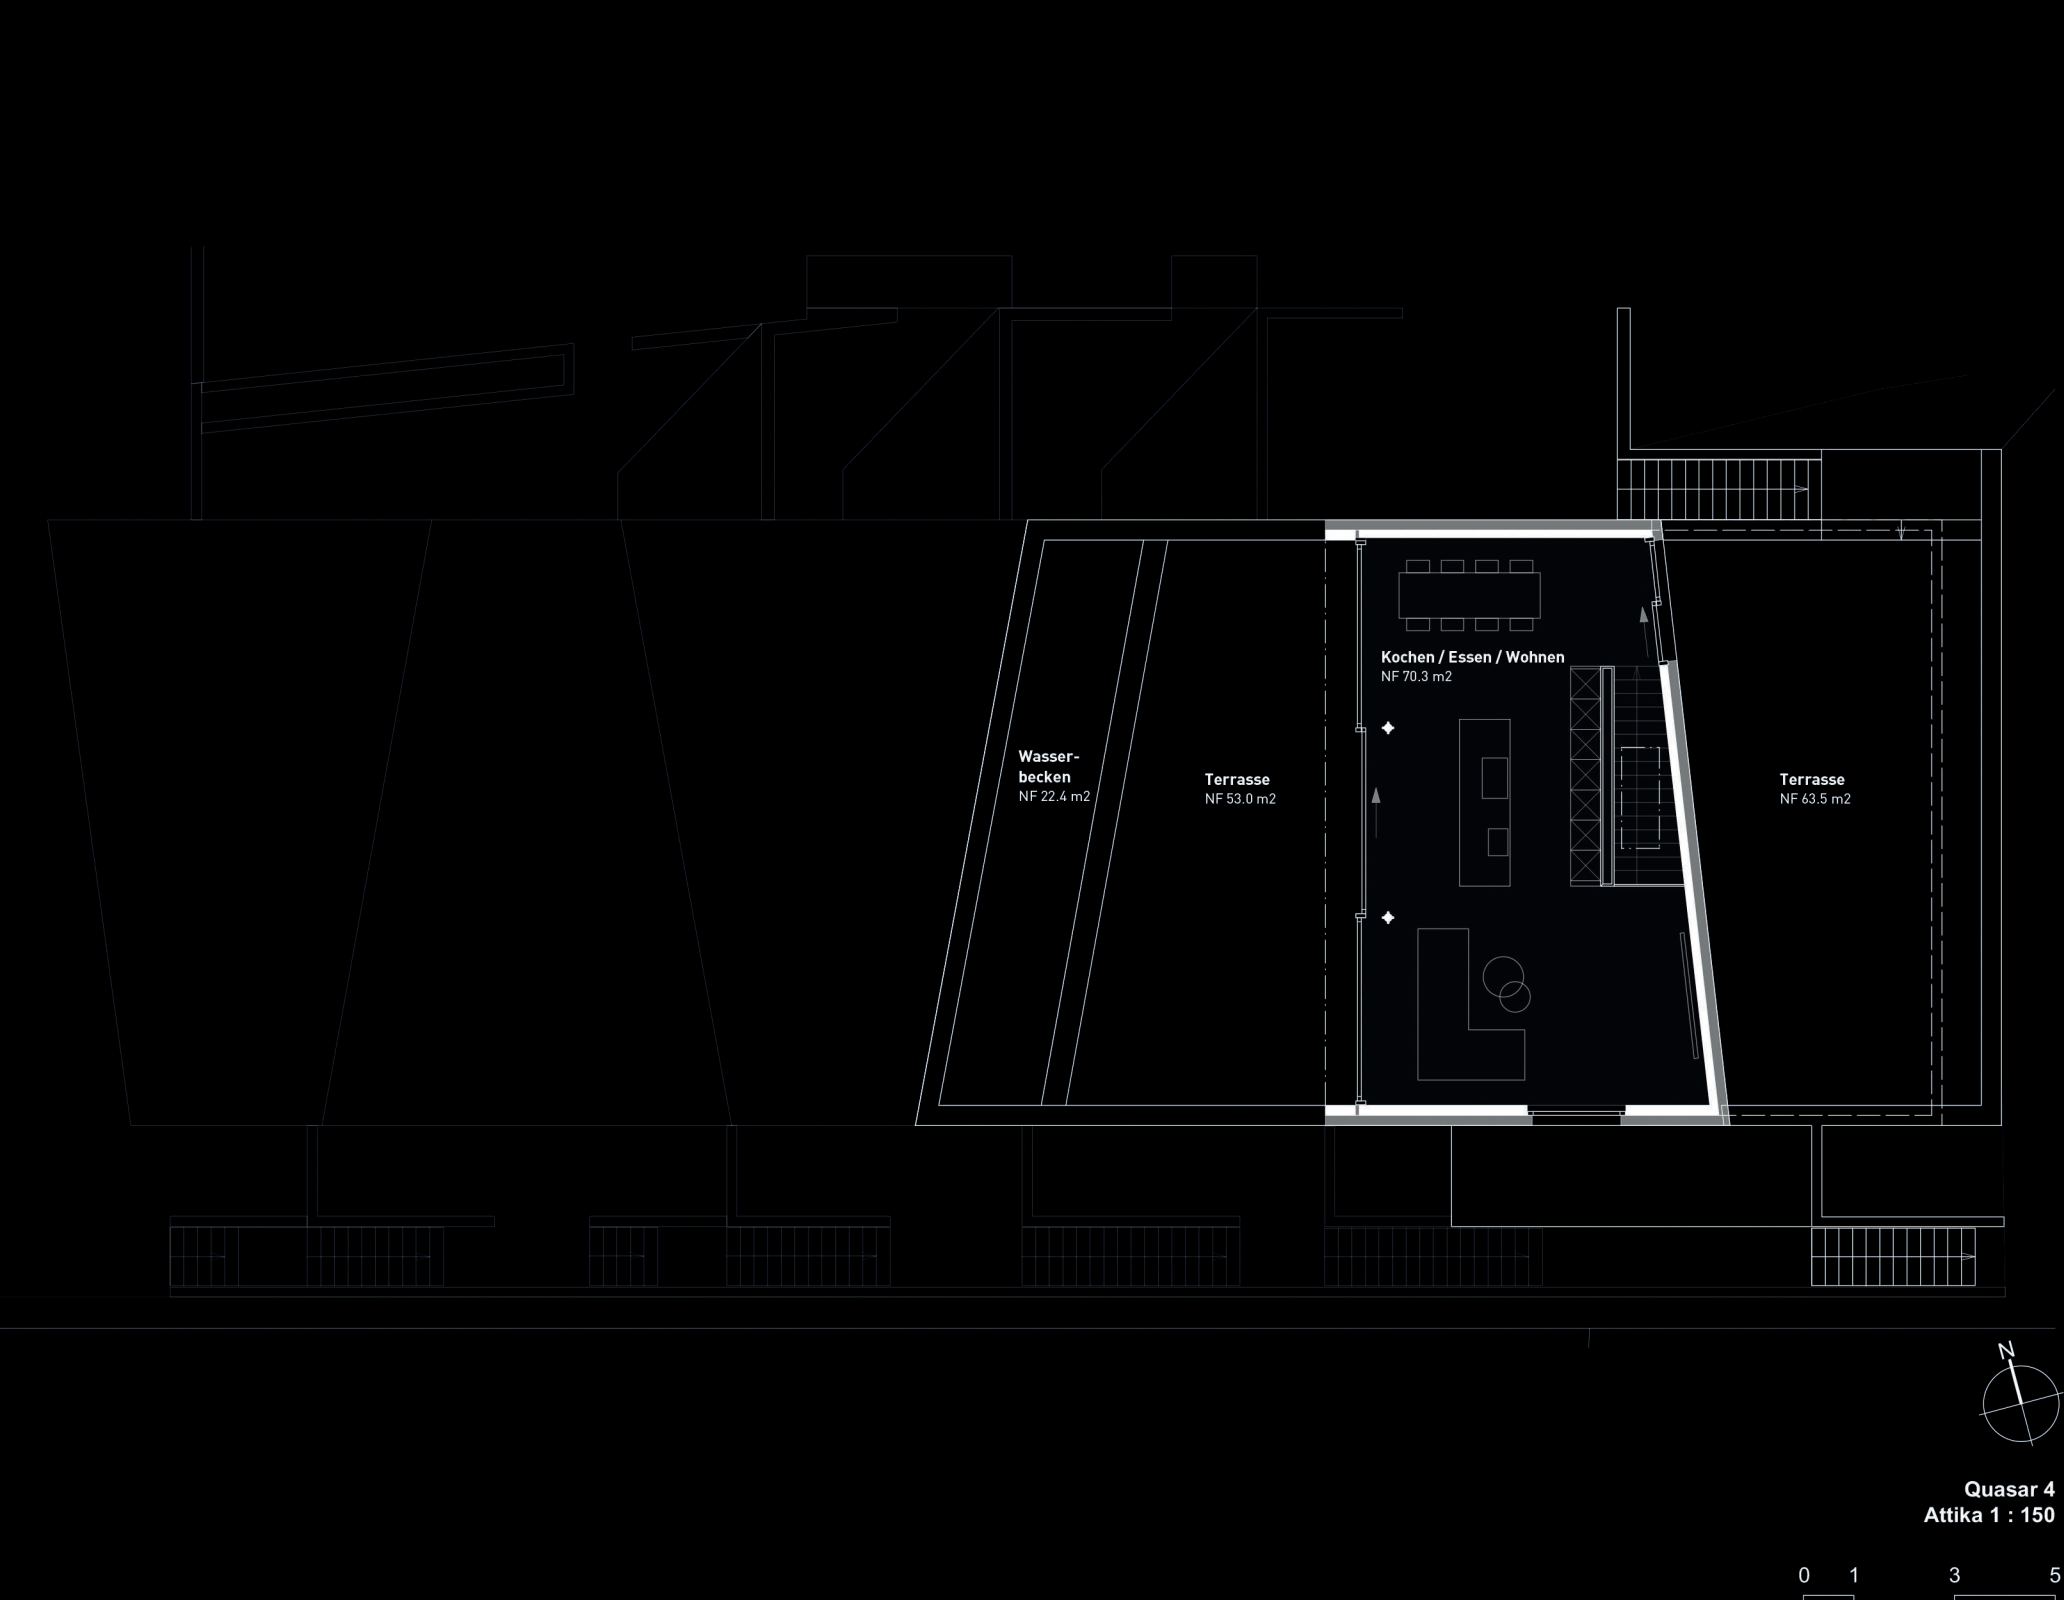 Kochen / Essen / Wohnen
NF 70.3 m2
Wasser-
becken
NF 22.4 m2
Terrasse
NF 53.0 m2
Terrasse
NF 63.5 m2
N
Quasar 4
Attika 1 : 150
0 1 3 5